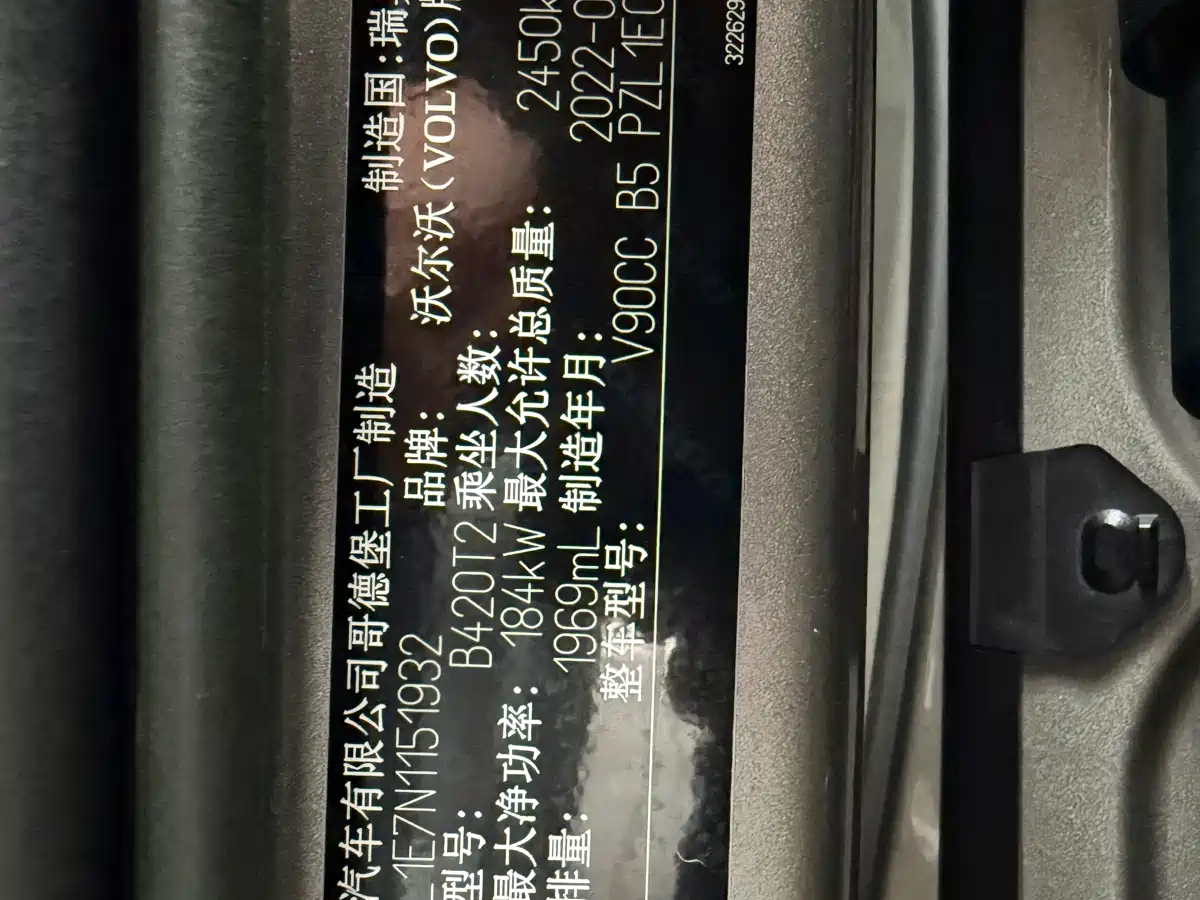 汽车有限公司哥德堡工厂制造 制造国:瑞
1E7N1151932 品牌: 沃尔沃(VOLVO)牌
型号: B420T2 乘坐人数:
最大净功率: 184kW 最大允许总质量: 2450k
排量: 1969mL 制造年月: 2022-0
整车型号: V90CC B5 PZL1EC
322629